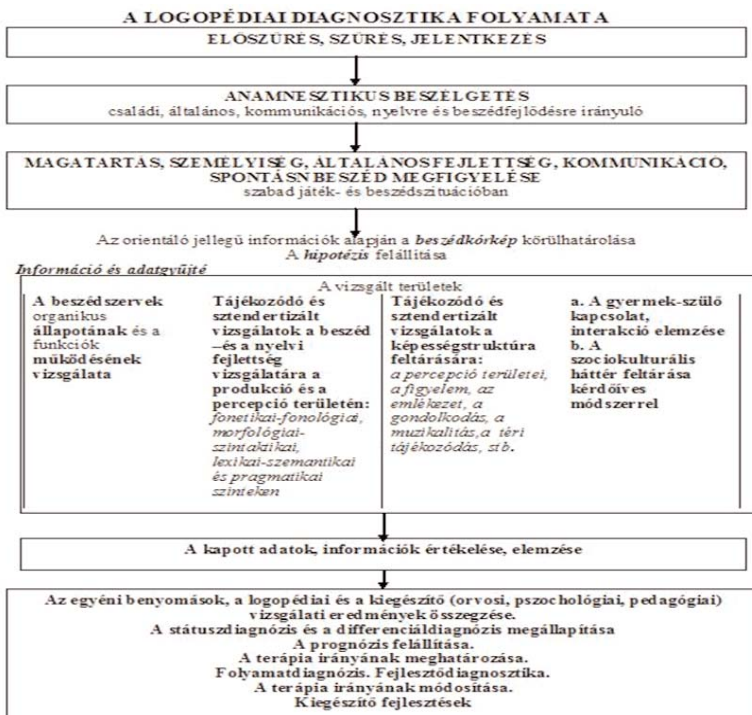 A LOGOPÉDIAI DIAGNOSZTIKA FOLYAMATA
ELŐSZŰRÉS, SZŰRÉS, JELENTKEZÉS
ANAMNESZTIKUS BESZÉLGETÉS
családi, általános, kommunikációs, nyelvre és beszédfejlődésre irányuló
MAGATARTÁS, SZEMÉLYISÉG, ÁLTALÁNOS FEJLETTSÉG, KOMMUNIKÁCIÓ,
SPONTÁSN BESZÉD MEGFIGYELÉSE
szabad játék- és beszédszituációban
Az orientáló jellegű információk alapján a beszédkórkép körülhatárolása
A hipotézis felállítása
Információ és adatgyűjté
A vizsgált területek
A beszédszervek
organikus
állapotának és a
funkciók
működésének
vizsgálata
Tájékozódó és
sztendertizált
vizsgálatok a beszéd
–és a nyelvi
fejlettség
vizsgálatára a
produkció és a
percepció területén:
fonetikai-fonológiai,
morfológiai-
szintaktikai,
lexikai-szemantikai
és pragmatikai
szinteken
Tájékozódó és
sztendertizált
vizsgálatok a
képességstruktúra
feltárására:
a percepció területei,
a figyelem, az
emlékezet, a
gondolkodás, a
muzikalitás, a téri
tájékozódás, stb.
a. A gyermek-szülő
kapcsolat,
interakció elemzése
b. A
szociokulturális
háttér feltárása
kérdőíves
módszerrel
A kapott adatok, információk értékelése, elemzése
Az egyéni benyomások, a logopédiai és a kiegészítő (orvosi, pszochológiai, pedagógiai)
vizsgálati eredmények összegzése.
A státuszdiagnózis és a differenciáldiagnózis megállapítása
A prognózis felállítása.
A terápia irányának meghatározása.
Folyamatdiagnózis. Fejlesztődiagnosztika.
A terápia irányának módosítása.
Kiegészítő fejlesztések